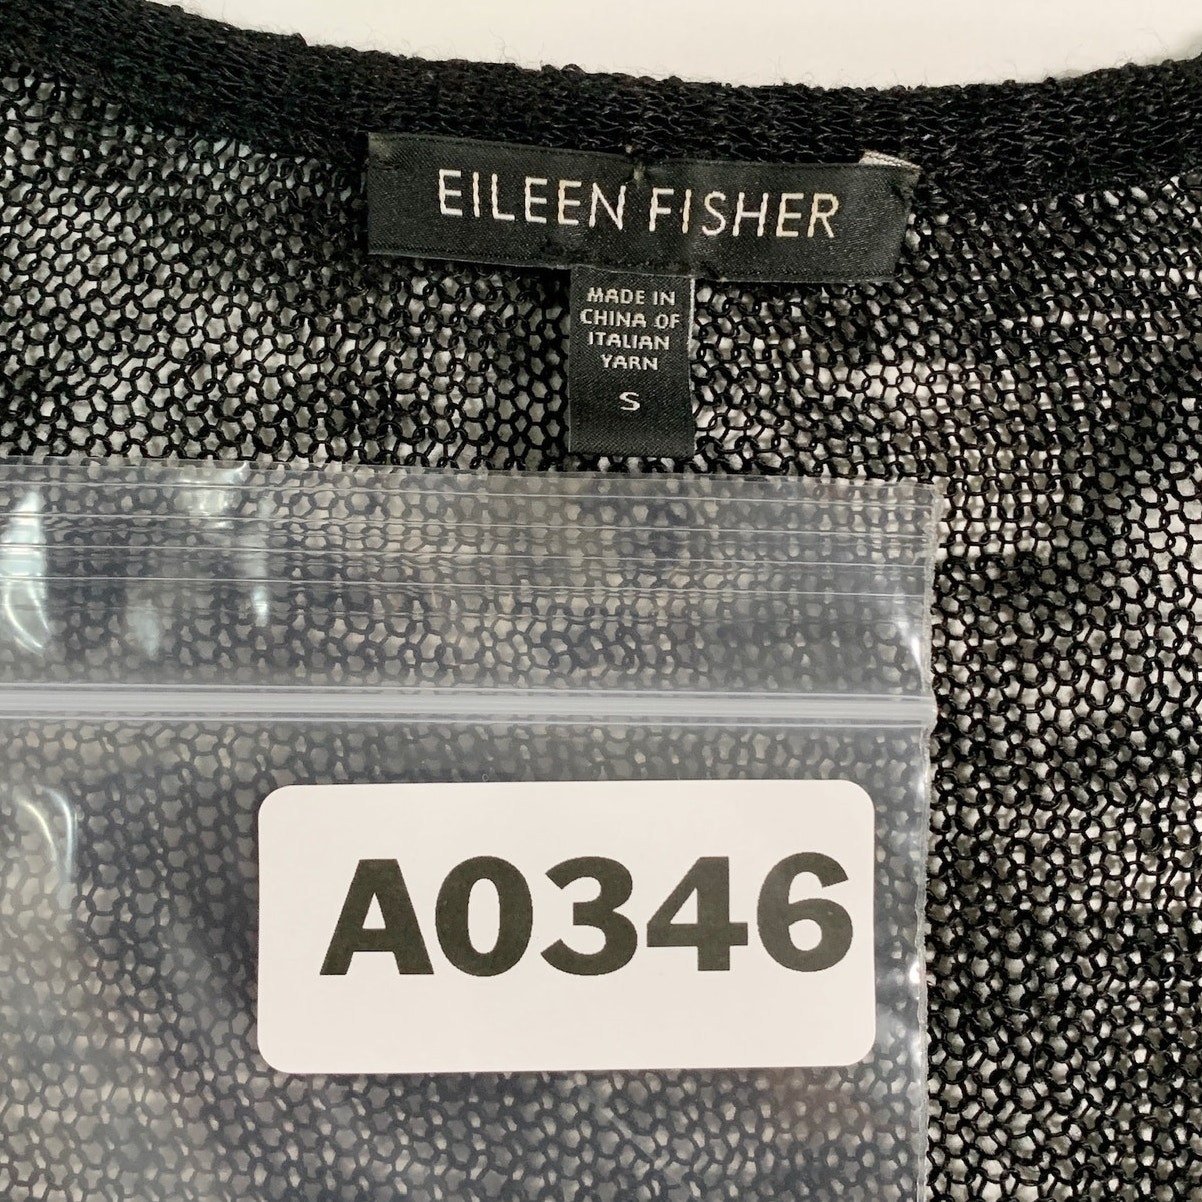 EILEEN FISHER
MADE IN
CHINA OF
ITALIAN
YARN
S
A0346